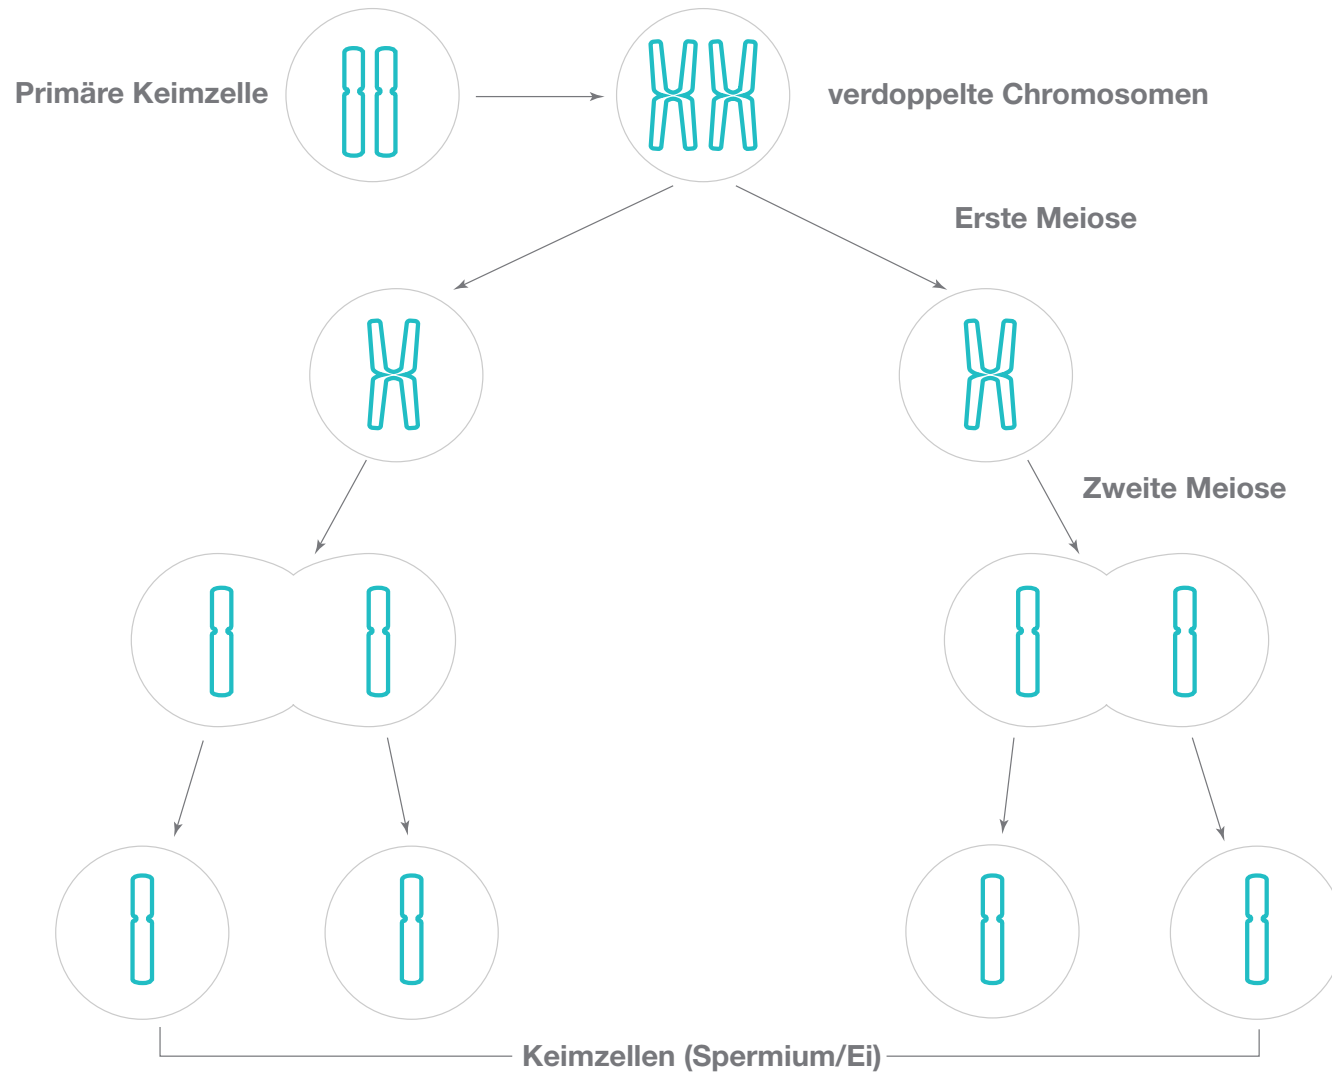 Primäre Keimzelle
verdoppelte Chromosomen
Erste Meiose
Zweite Meiose
Keimzellen (Spermium/Ei)